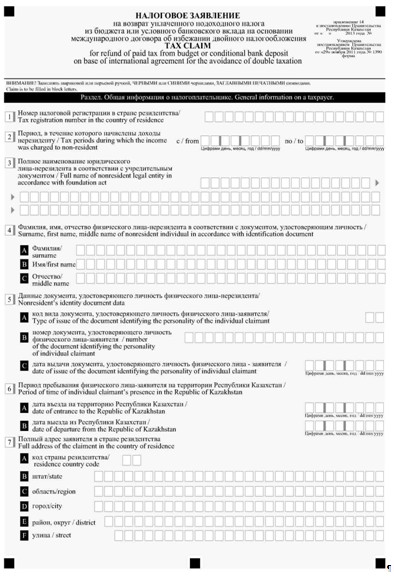 НАЛОГОВОЕ ЗАЯВЛЕНИЕ
на возврат уплаченного подоходного налога
из бюджета или условного банковского вклада на основании
международного договора об избежании двойного налогообложения
TAX CLAIM
for refund of paid tax from budget or conditional bank deposit
on base of international agreement for the avoidance of double taxation
приложение 14
к постановлению Правительства
Республики Казахстан
2013 года №
Утверждена
постановлением Правительства
Республики Казахстан
ноября 2011 года № 1390
форма
ВНИМАНИЕ! Заполнять шариковой или перьевой ручкой, ЧЕРНЫМИ или СИНИМИ чернилами, ЗАГЛАВНЫМИ ПЕЧАТНЫМИ символами.
Claim is to be filled in block letters.
Раздел. Общая информация о налогоплательщике. General information on a taxpayer.
1 Номер налоговой регистрации в стране резидентства/
Tax registration number in the country of residence
2 Период, в течение которого начислены доходы
нерезиденту / Tax periods during which the income
was charged to non-resident
с / from
по / to
Цифрами день, месяц, год / dd/mm/yyyy
Цифрами день, месяц, год / dd/mm/yyyy
3 Полное наименование юридического
лица-нерезидента в соответствии с учредительным
документом / Full name of nonresident legal entity in
accordance with foundation act
4 Фамилия, имя, отчество физического лица-нерезидента в соответствии с документом, удостоверяющим личность /
Surname, first name, middle name of nonresident individual in accordance with identification document
A Фамилия/
surname
B Имя/first name
C Отчество/
middle name
5 Данные документа, удостоверяющего личность физического лица-нерезидента/
Nonresident's identity document data
A код вида документа, удостоверяющего личность физического лица-заявителя/
Type of issue of the document identifying the personality of individual claimant
B номер документа, удостоверяющего личность
физического лица-заявителя / number
of the document identifying the personality
of individual claimant
C дата выдачи документа, удостоверяющего личность физического лица - заявителя /
date of issue of the document identifying the personality of individual claimant
Цифрами день, месяц, год / dd mm yyyy
6 Период пребывания физического лица-заявителя на территории Республики Казахстан /
Period of time of individual claimant's presence in the Republic of Kazakhstan
A дата въезда на территорию Республики Казахстан /
date of entrance to the Republic of Kazakhstan
Цифрами день, месяц, год / dd mm yyyy
B дата выезда из Республики Казахстан /
date of departure from the Republic of Kazakhstan
Цифрами день, месяц, год / dd mm yyyy
7 Полный адрес заявителя в стране резидентства
Full address of the claimant in the country of residence
A код страны резидентства/
residence country code
B штат/state
C область/region
D город/city
E район, округ / district
F улица / street
¶